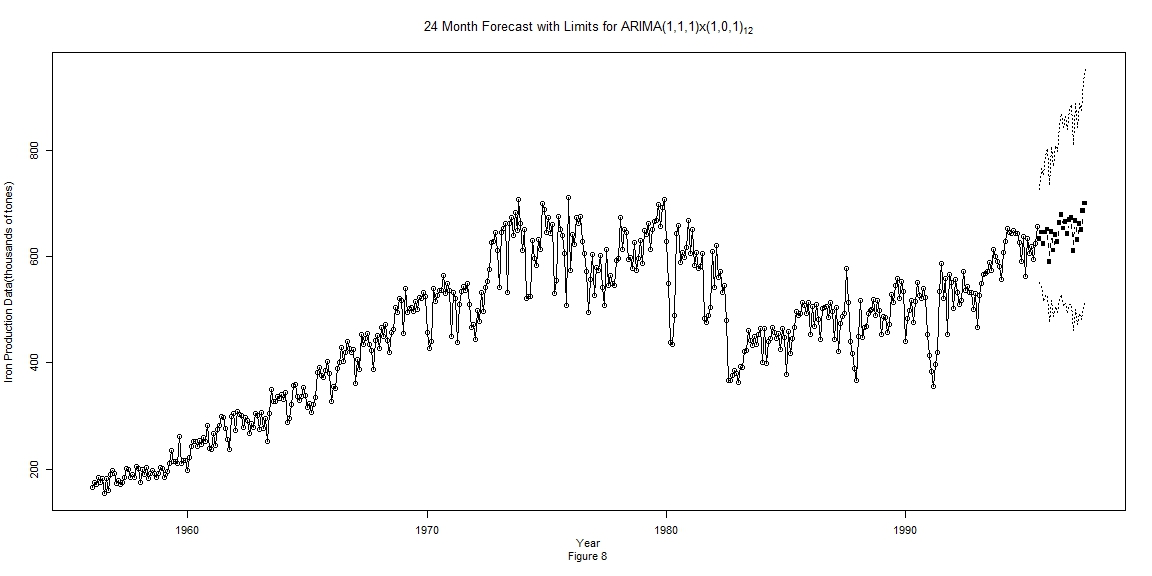 24 Month Forecast with Limits for ARIMA(1,1,1)x(1,0,1)₁₂
Iron Production Data(thousands of tones)
800
600
400
200
1960 1970 1980 1990
Year
Figure 8